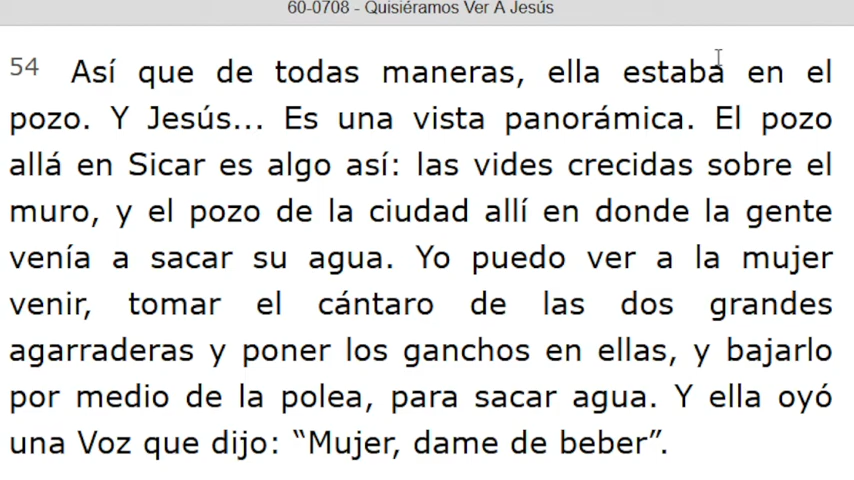 60-0708 - Quisiéramos Ver A Jesús
54 Así que de todas maneras, ella estaba en el
pozo. Y Jesús... Es una vista panorámica. El pozo
allá en Sicar es algo así: las vides crecidas sobre el
muro, y el pozo de la ciudad allí en donde la gente
venía a sacar su agua. Yo puedo ver a la mujer
venir, tomar el cántaro de las dos grandes
agarraderas y poner los ganchos en ellas, y bajarlo
por medio de la polea, para sacar agua. Y ella oyó
una Voz que dijo: “Mujer, dame de beber”.